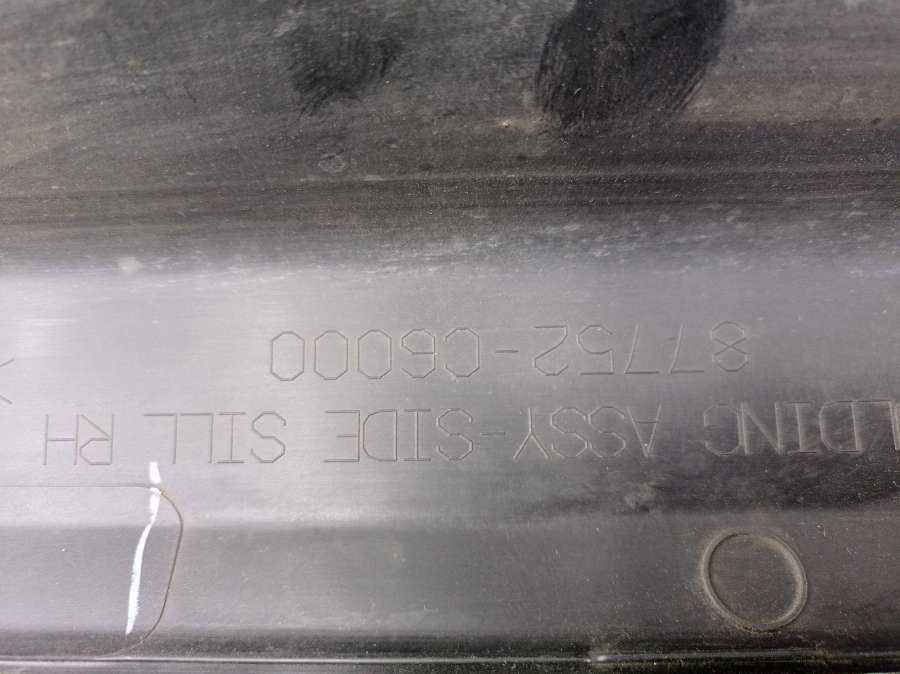 LDING ASSY-SIDE SILL RH
87752-C6000